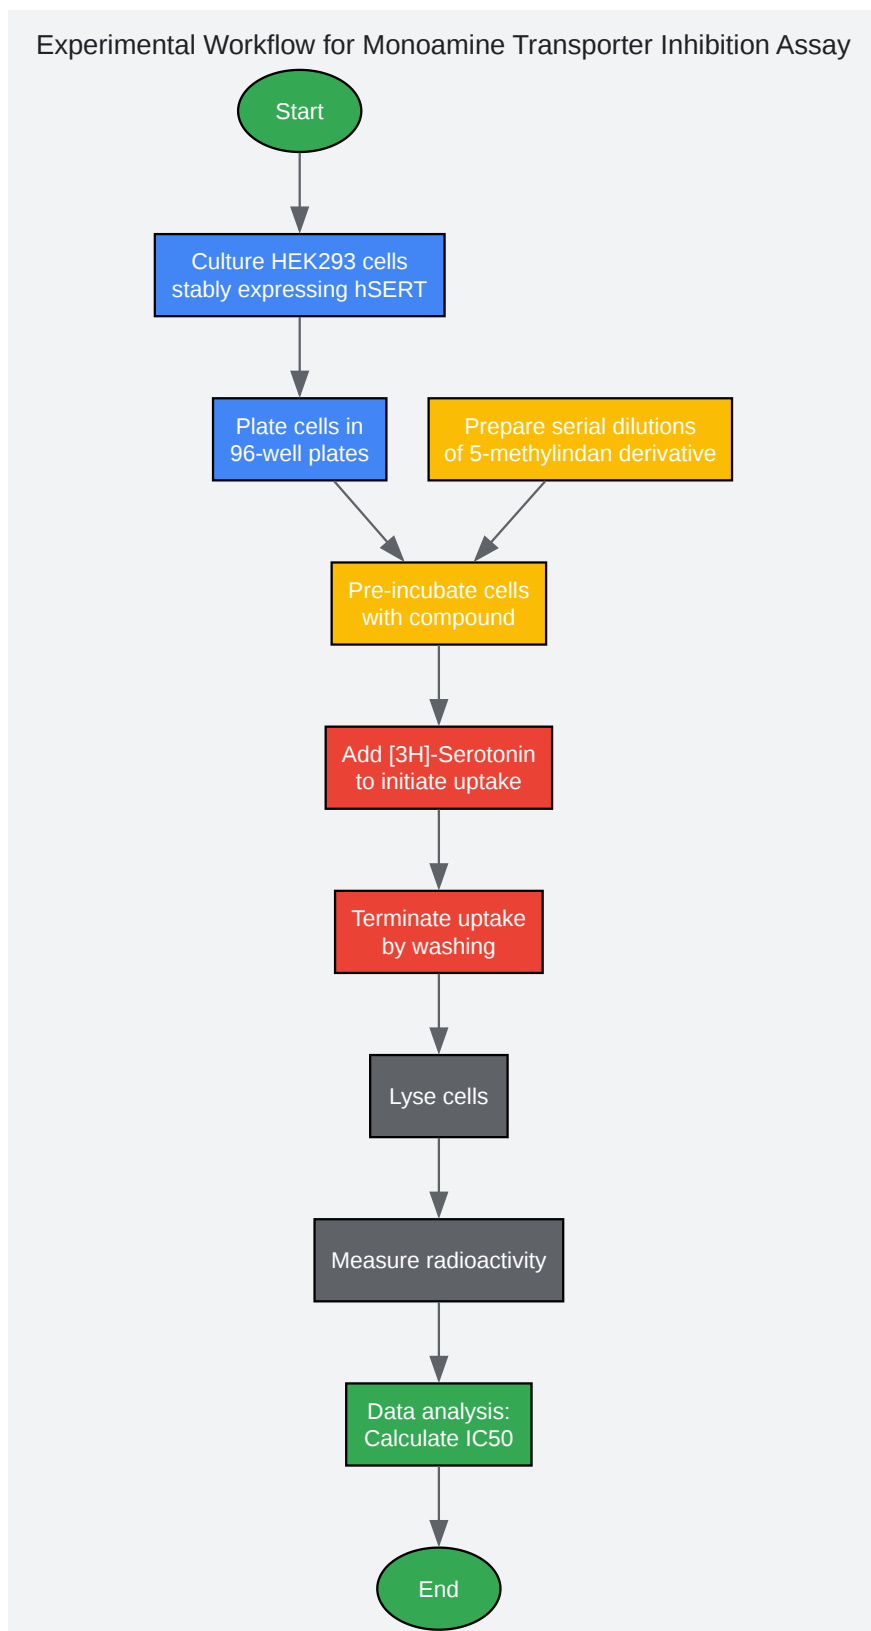 Experimental Workflow for Monoamine Transporter Inhibition Assay
Start
Culture HEK293 cells
stably expressing hSERT
Plate cells in
96-well plates
Prepare serial dilutions
of 5-methylindan derivative
Pre-incubate cells
with compound
Add [3H]-Serotonin
to initiate uptake
Terminate uptake
by washing
Lyse cells
Measure radioactivity
Data analysis:
Calculate IC50
End